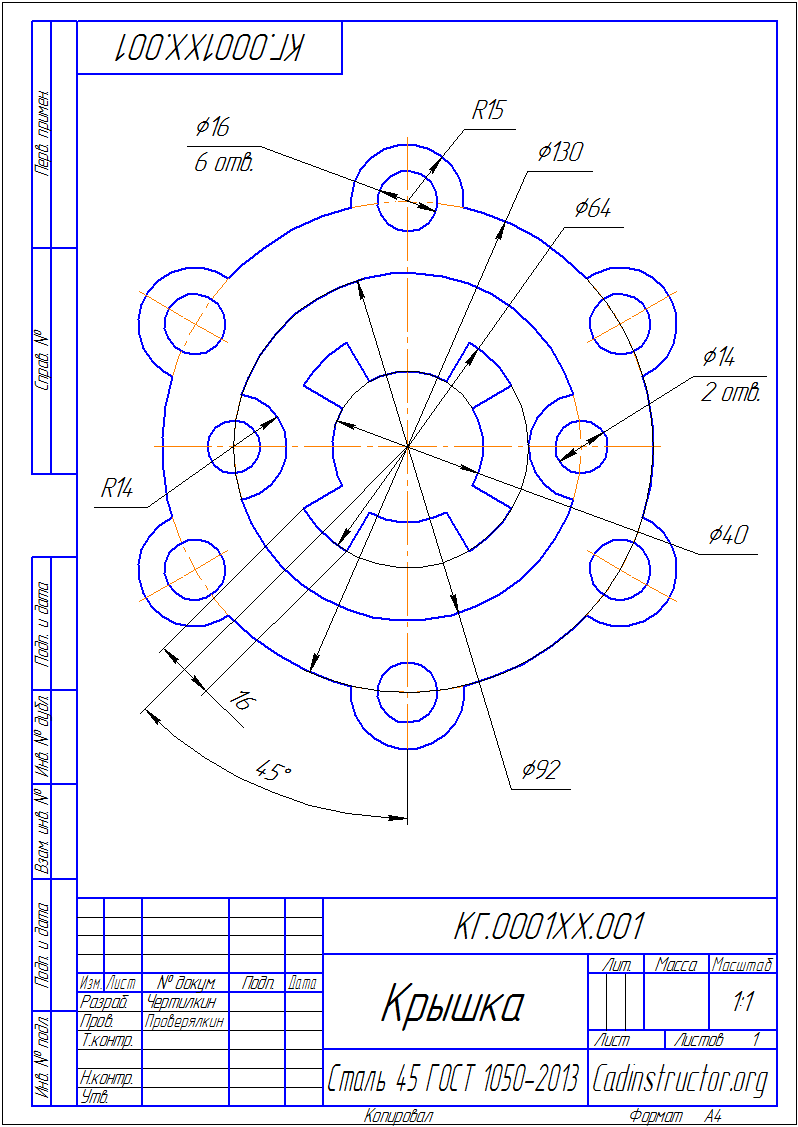 КГ.0001ХХ.001
Перв. примен.
Справ. №
Подп. и дата
Инв. № дубл.
Взам. инв. №
Подп. и дата
Инв. № подл.
R15
⌀16
6 отв.
⌀130
⌀64
⌀14
2 отв.
R14
⌀40
16
45°
⌀92
КГ.0001ХХ.001
Изм. Лист № докум. Подп. Дата
Разраб. Чертилкин
Пров. Проверялкин
Т.контр.
Н.контр.
Утв.
Крышка
Лит. Масса Масштаб
1:1
Лист Листов 1
Сталь 45 ГОСТ 1050-2013
Cadinstructor.org
Копировал Формат А4